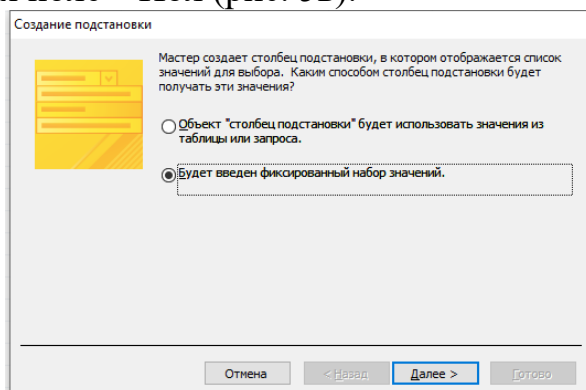 Создание подстановки
Мастер создает столбец подстановки, в котором отображается список
значений для выбора. Каким способом столбец подстановки будет
получать эти значения?
Объект "столбец подстановки" будет использовать значения из
таблицы или запроса.
Будет введен фиксированный набор значений.
Отмена < Назад Далее > Готово